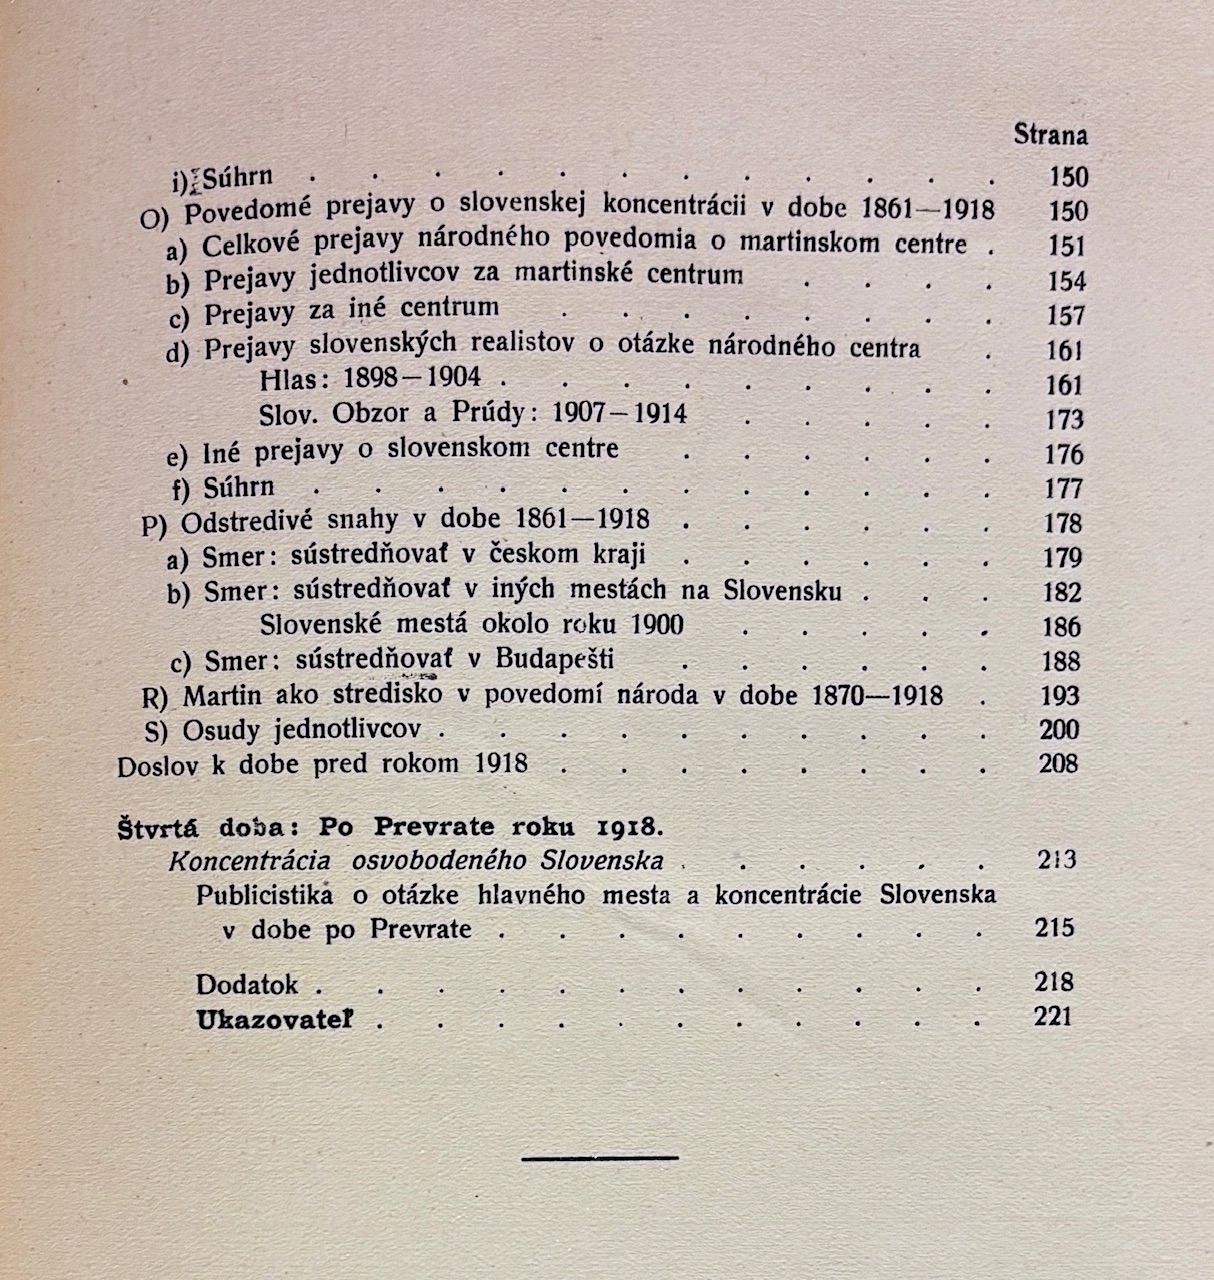 Strana
i) Súhrn . . . . . . . . . . . . 150
O) Povedomé prejavy o slovenskej koncentrácii v dobe 1861—1918 150
a) Celkové prejavy národného povedomia o martinskom centre . 151
b) Prejavy jednotlivcov za martinské centrum . . . . 154
c) Prejavy za iné centrum . . . . . . . . 157
d) Prejavy slovenských realistov o otázke národného centra . 161
Hlas: 1898—1904 . . . . . . . . . 161
Slov. Obzor a Prúdy: 1907—1914 . . . . . 173
e) Iné prejavy o slovenskom centre . . . . . . 176
f) Súhrn . . . . . . . . . . . . 177
P) Odstredivé snahy v dobe 1861—1918 . . . . . . 178
a) Smer: sústredňovať v českom kraji . . . . . . 179
b) Smer: sústredňovať v iných mestách na Slovensku . . . 182
Slovenské mestá okolo roku 1900 . . . . . 186
c) Smer: sústredňovať v Budapešti . . . . . . 188
R) Martin ako stredisko v povedomí národa v dobe 1870—1918 . 193
S) Osudy jednotlivcov . . . . . . . . . . 200
Doslov k dobe pred rokom 1918 . . . . . . . . 208
Štvrtá doba: Po Prevrate roku 1918.
Koncentrácia osvobodeného Slovenska . . . . . . 213
Publicistika o otázke hlavného mesta a koncentrácie Slovenska
v dobe po Prevrate . . . . . . . . . 215
Dodatok . . . . . . . . . . . . 218
Ukazovateľ . . . . . . . . . . . 221